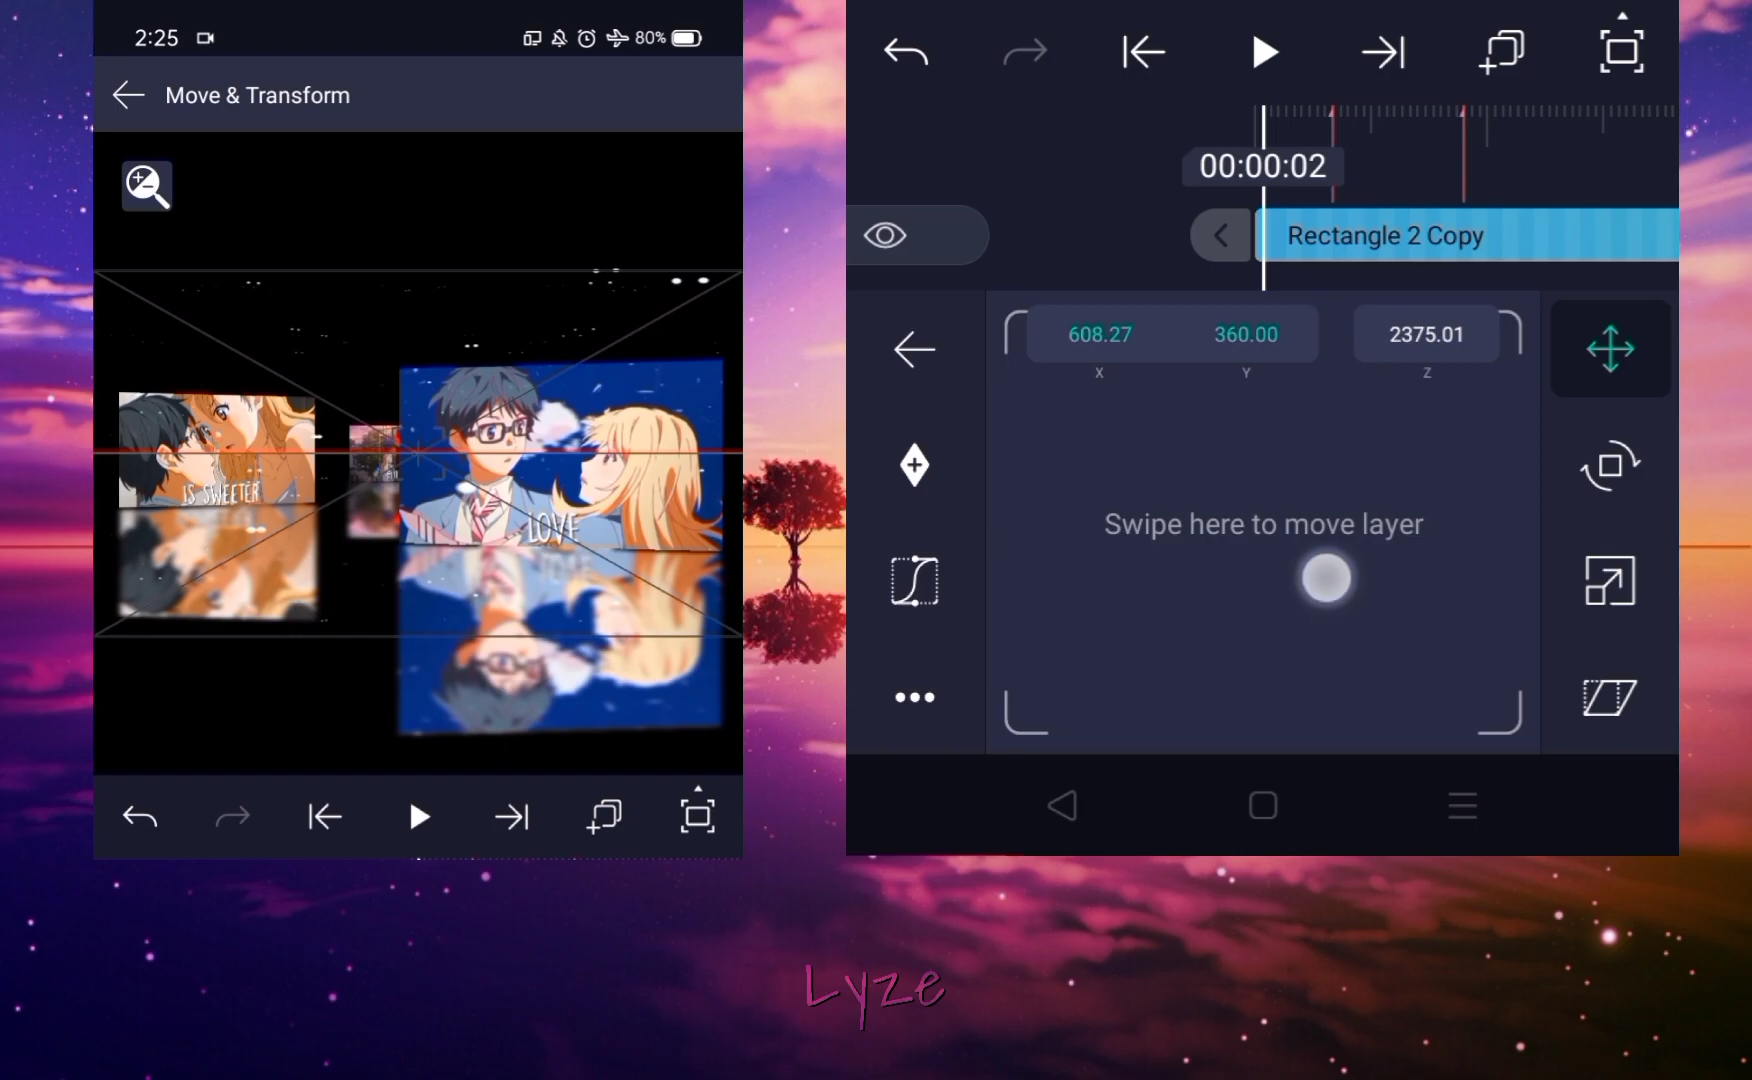 2:25
80%
Move & Transform
IS SWEETER
LOVE
00:00:02
Rectangle 2 Copy
608.27
360.00
2375.01
X
Y
Z
Swipe here to move layer
Lyze